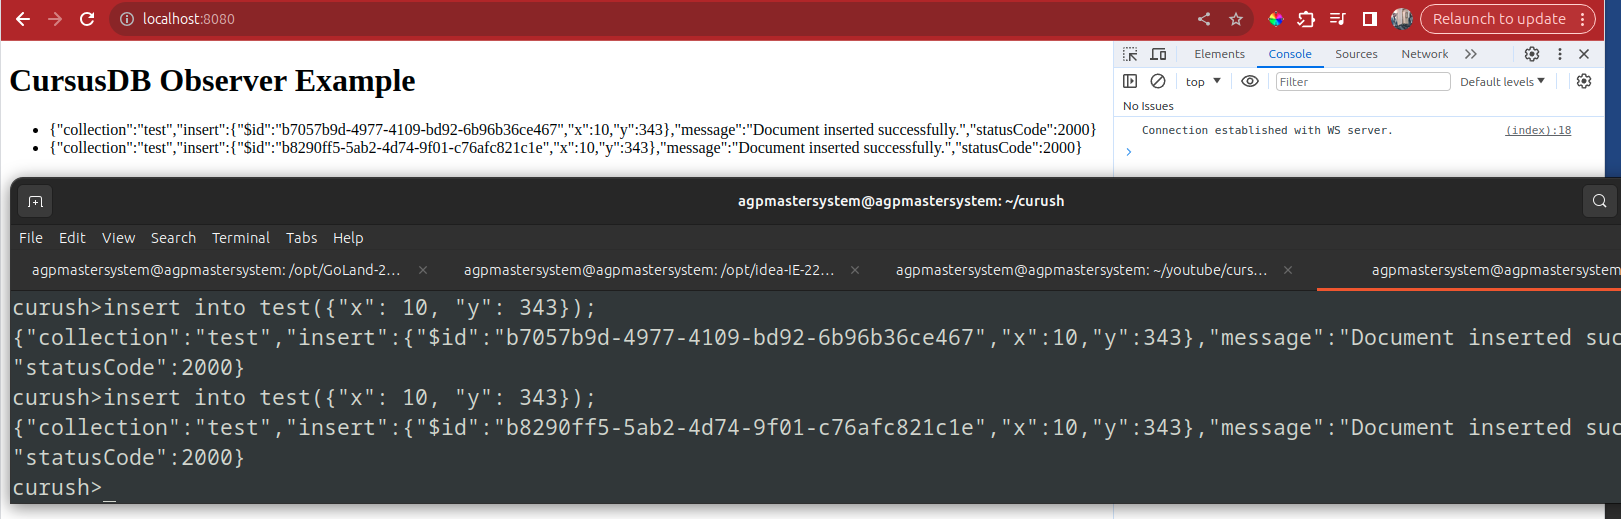 localhost:8080
Relaunch to update
CursusDB Observer Example
{"collection":"test","insert":{"$id":"b7057b9d-4977-4109-bd92-6b96b36ce467","x":10,"y":343},"message":"Document inserted successfully.","statusCode":2000}
{"collection":"test","insert":{"$id":"b8290ff5-5ab2-4d74-9f01-c76afc821c1e","x":10,"y":343},"message":"Document inserted successfully.","statusCode":2000}
Elements Console Sources Network
top Filter Default levels
No Issues
Connection established with WS server. (index):18
agpmastersystem@agpmastersystem: ~/curush
File Edit View Search Terminal Tabs Help
agpmastersystem@agpmastersystem: /opt/GoLand-2… agpmastersystem@agpmastersystem: /opt/Idea-IE-22… agpmastersystem@agpmastersystem: ~/youtube/curs… agpmastersystem@agpmastersystem
curush>insert into test({"x": 10, "y": 343});
{"collection":"test","insert":{"$id":"b7057b9d-4977-4109-bd92-6b96b36ce467","x":10,"y":343},"message":"Document inserted suc
"statusCode":2000}
curush>insert into test({"x": 10, "y": 343});
{"collection":"test","insert":{"$id":"b8290ff5-5ab2-4d74-9f01-c76afc821c1e","x":10,"y":343},"message":"Document inserted suc
"statusCode":2000}
curush>_